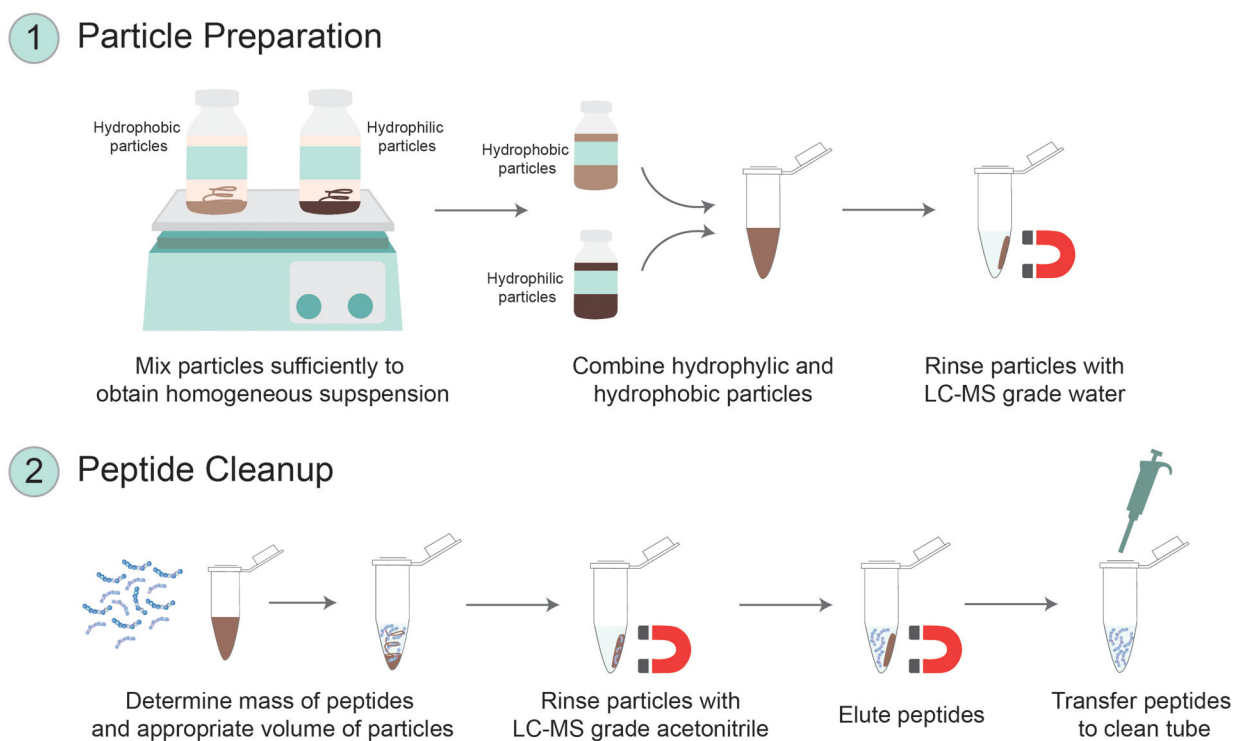 1 Particle Preparation
Hydrophobic
particles
Hydrophilic
particles
Hydrophobic
particles
Hydrophilic
particles
Mix particles sufficiently to
obtain homogeneous supspension
Combine hydrophylic and
hydrophobic particles
Rinse particles with
LC-MS grade water
2 Peptide Cleanup
Determine mass of peptides
and appropriate volume of particles
Rinse particles with
LC-MS grade acetonitrile
Elute peptides
Transfer peptides
to clean tube